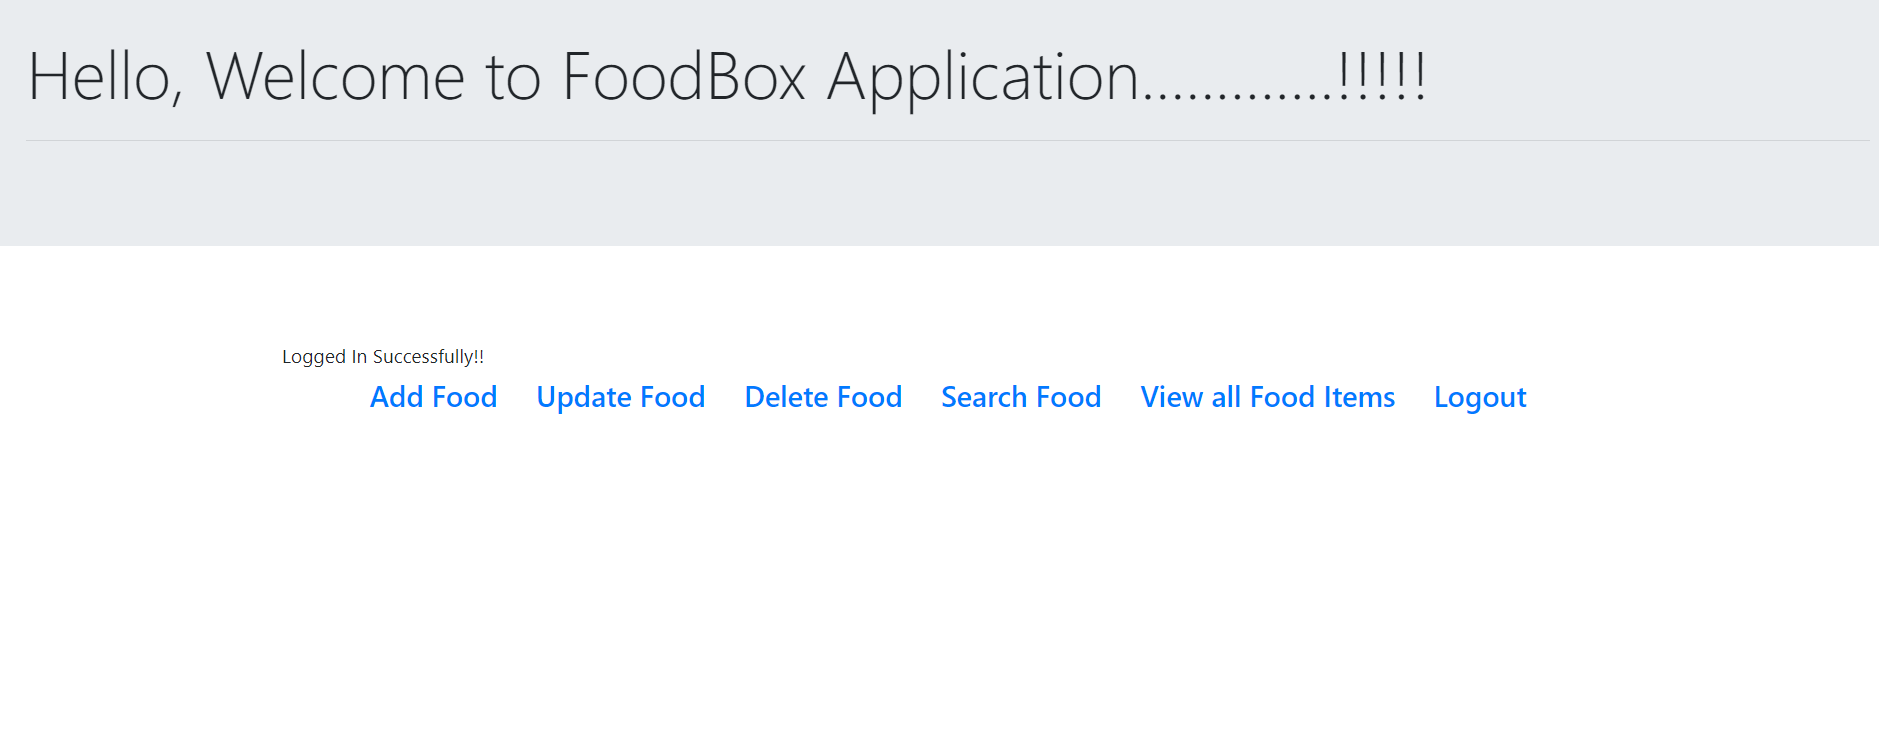 Hello, Welcome to FoodBox Application.............!!!!!
Logged In Successfully!!
Add Food Update Food Delete Food Search Food View all Food Items Logout